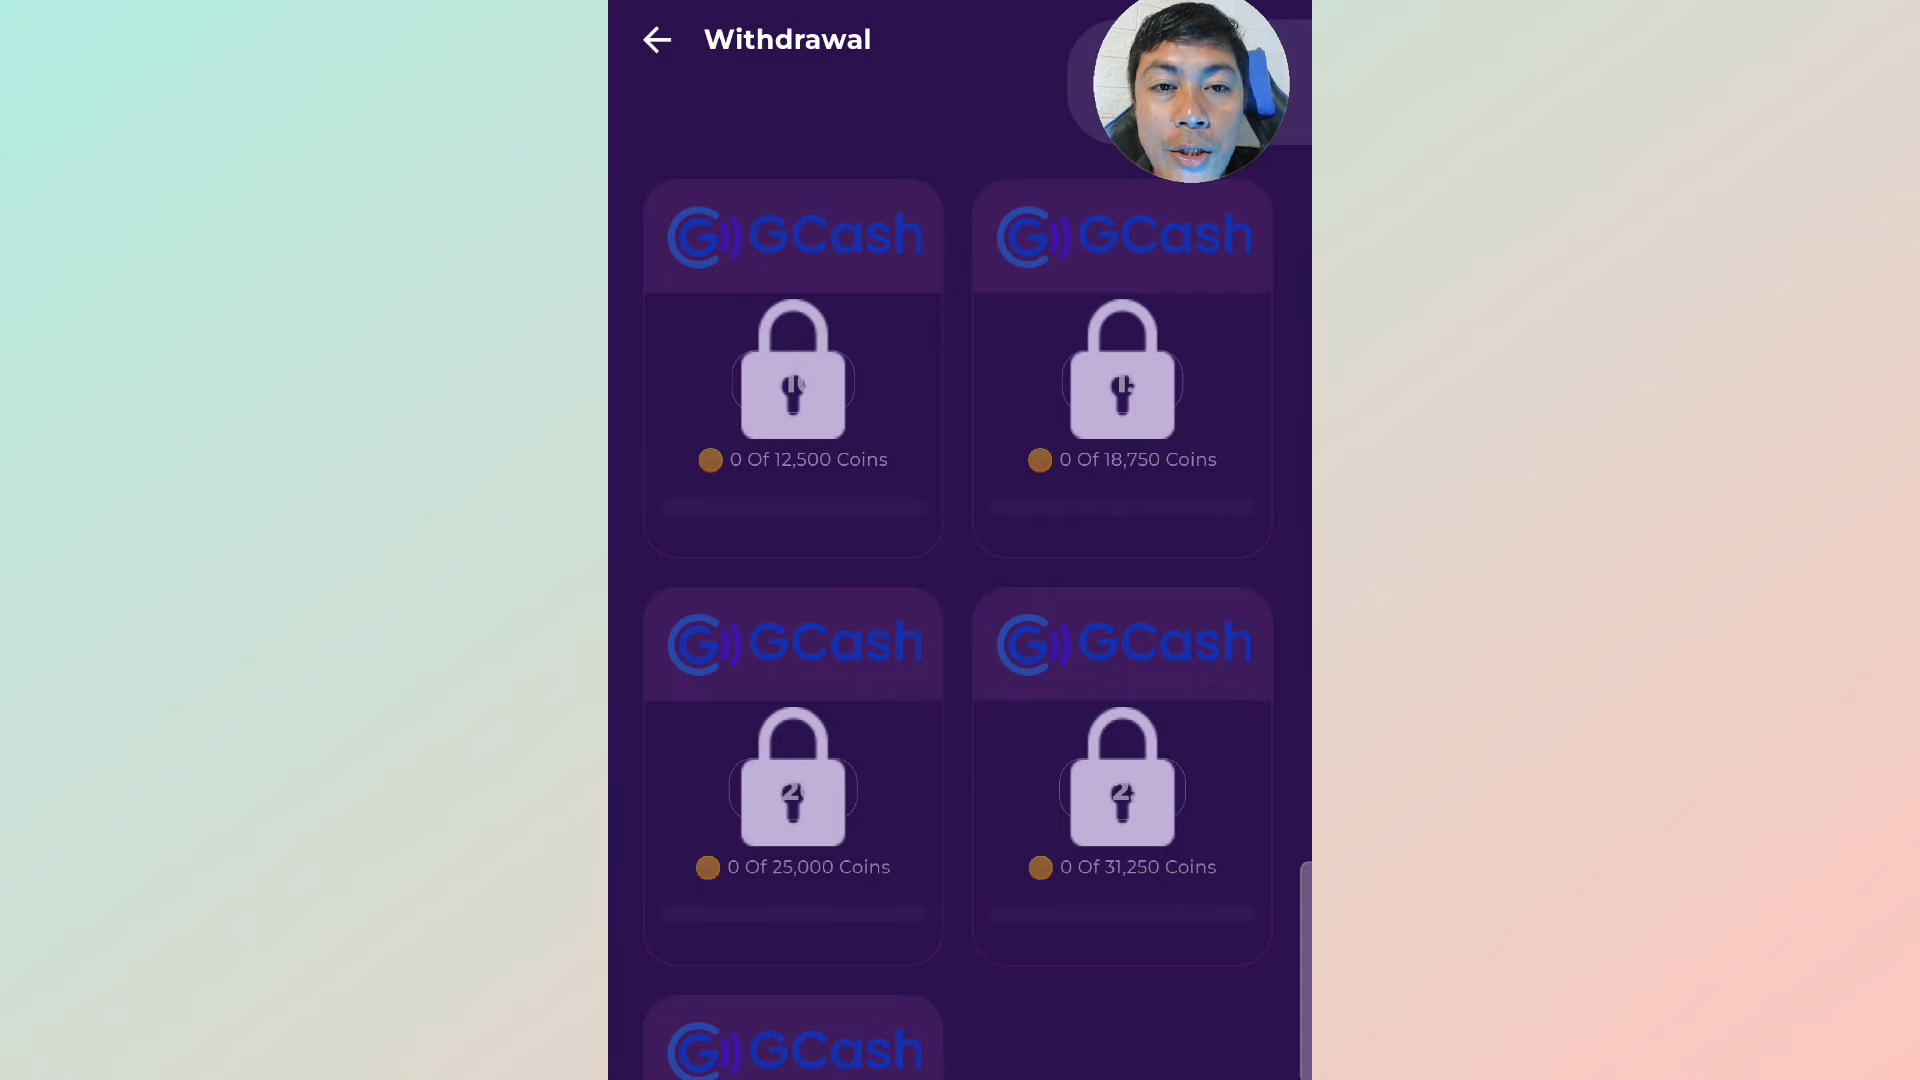 Withdrawal
GCash
GCash
0 Of 12,500 Coins
0 Of 18,750 Coins
GCash
GCash
0 Of 25,000 Coins
0 Of 31,250 Coins
GCash